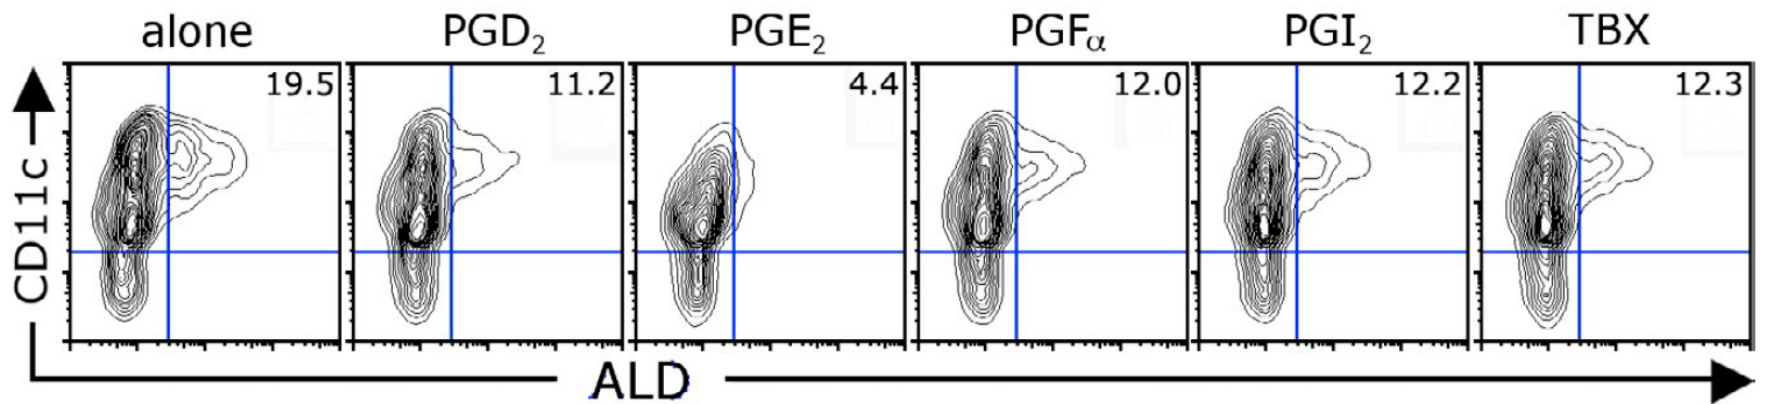 alone PGD₂ PGE₂ PGFα PGI₂ TBX
19.5 11.2 4.4 12.0 12.2 12.3
CD11c
ALD